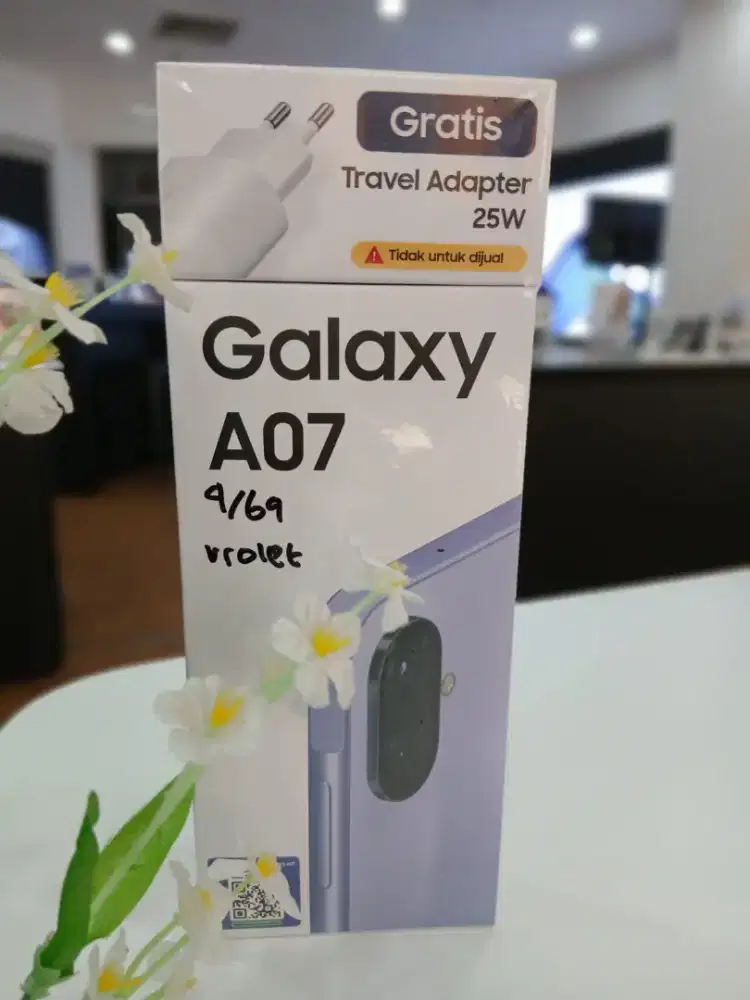 Gratis
Travel Adapter
25W
Tidak untuk dijual
Galaxy
A07
4/64
violet